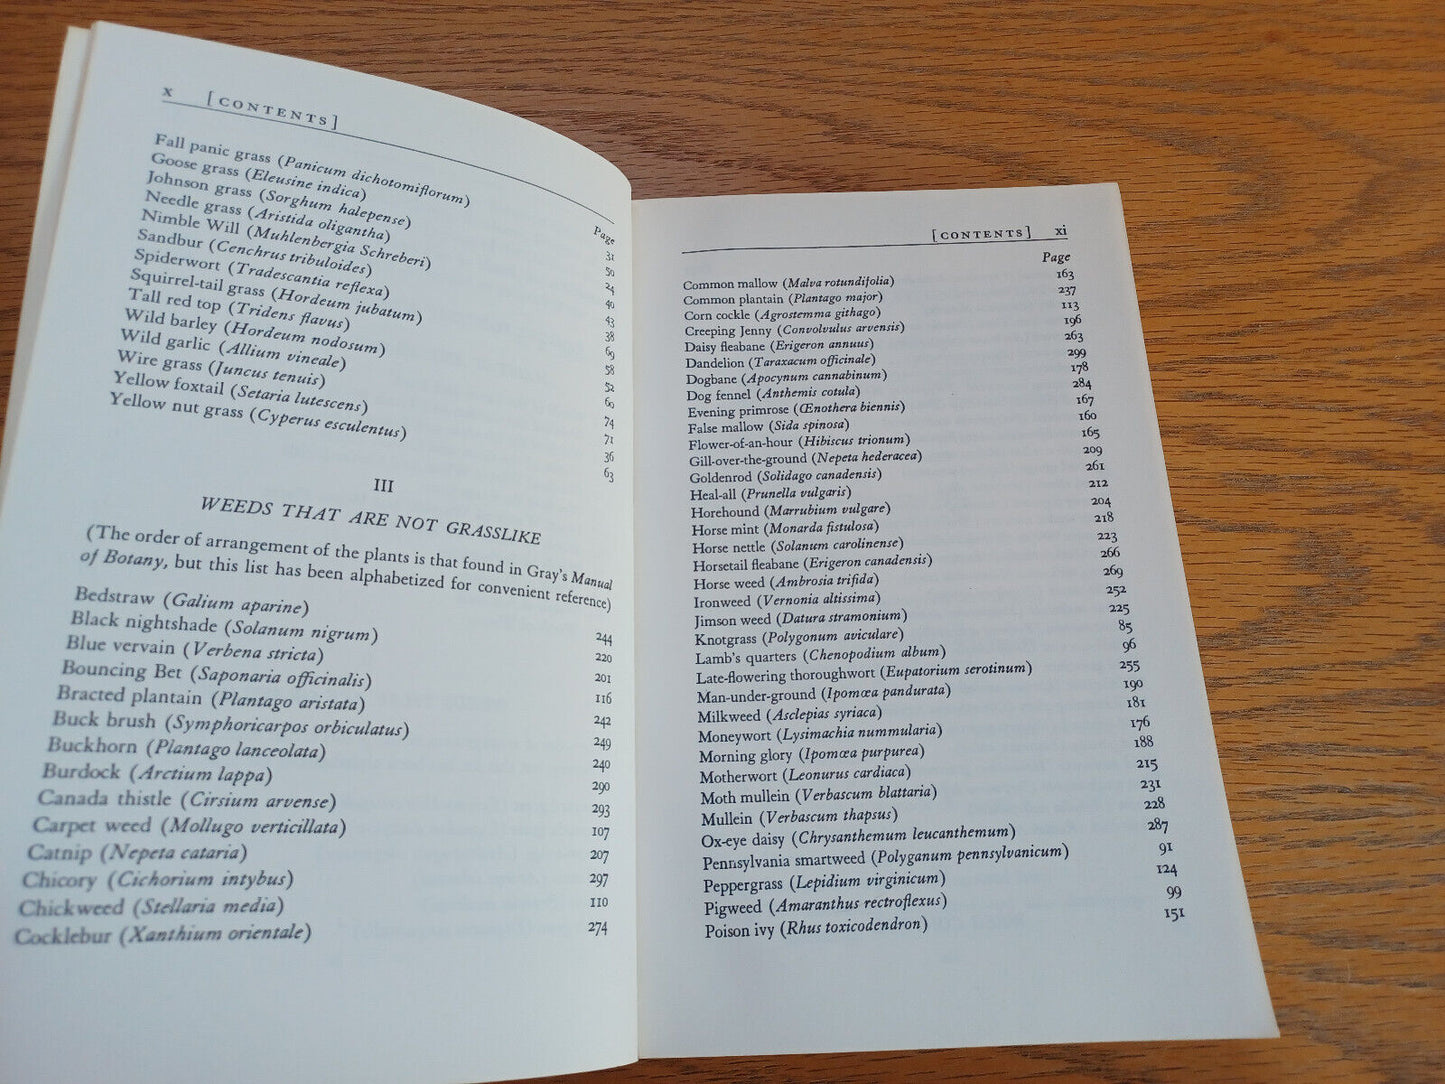 x [CONTENTS]
Page
Fall panic grass (Panicum dichotomiflorum) 31
Goose grass (Eleusine indica) 50
Johnson grass (Sorghum halepense) 24
Needle grass (Aristida oligantha) 40
Nimble Will (Muhlenbergia Schreberi) 43
Sandbur (Cenchrus tribuloides) 38
Spiderwort (Tradescantia reflexa) 69
Squirrel-tail grass (Hordeum jubatum) 58
Tall red top (Tridens flavus) 52
Wild barley (Hordeum nodosum) 60
Wild garlic (Allium vineale) 74
Wire grass (Juncus tenuis) 71
Yellow foxtail (Setaria lutescens) 36
Yellow nut grass (Cyperus esculentus) 63
III
WEEDS THAT ARE NOT GRASSLIKE
(The order of arrangement of the plants is that found in Gray's Manual
of Botany, but this list has been alphabetized for convenient reference)
Bedstraw (Galium aparine) 244
Black nightshade (Solanum nigrum) 220
Blue vervain (Verbena stricta) 201
Bouncing Bet (Saponaria officinalis) 116
Bracted plantain (Plantago aristata) 242
Buck brush (Symphoricarpos orbiculatus) 249
Buckhorn (Plantago lanceolata) 240
Burdock (Arctium lappa) 290
Canada thistle (Cirsium arvense) 293
Carpet weed (Mollugo verticillata) 107
Catnip (Nepeta cataria) 207
Chicory (Cichorium intybus) 297
Chickweed (Stellaria media) 110
Cocklebur (Xanthium orientale) 274
[CONTENTS] xi
Page
Common mallow (Malva rotundifolia) 163
Common plantain (Plantago major) 237
Corn cockle (Agrostemma githago) 113
Creeping Jenny (Convolvulus arvensis) 196
Daisy fleabane (Erigeron annuus) 263
Dandelion (Taraxacum officinale) 299
Dogbane (Apocynum cannabinum) 178
Dog fennel (Anthemis cotula) 284
Evening primrose (Œnothera biennis) 167
False mallow (Sida spinosa) 160
Flower-of-an-hour (Hibiscus trionum) 165
Gill-over-the-ground (Nepeta hederacea) 209
Goldenrod (Solidago canadensis) 261
Heal-all (Prunella vulgaris) 212
Horehound (Marrubium vulgare) 204
Horse mint (Monarda fistulosa) 218
Horse nettle (Solanum carolinense) 223
Horsetail fleabane (Erigeron canadensis) 266
Horse weed (Ambrosia trifida) 269
Ironweed (Vernonia altissima) 252
Jimson weed (Datura stramonium) 225
Knotgrass (Polygonum aviculare) 85
Lamb's quarters (Chenopodium album) 96
Late-flowering thoroughwort (Eupatorium serotinum) 255
Man-under-ground (Ipomœa pandurata) 190
Milkweed (Asclepias syriaca) 181
Moneywort (Lysimachia nummularia) 176
Morning glory (Ipomœa purpurea) 188
Motherwort (Leonurus cardiaca) 215
Moth mullein (Verbascum blattaria) 231
Mullein (Verbascum thapsus) 228
Ox-eye daisy (Chrysanthemum leucanthemum) 287
Pennsylvania smartweed (Polyganum pennsylvanicum) 91
Peppergrass (Lepidium virginicum) 124
Pigweed (Amaranthus rectroflexus) 99
Poison ivy (Rhus toxicodendron) 151